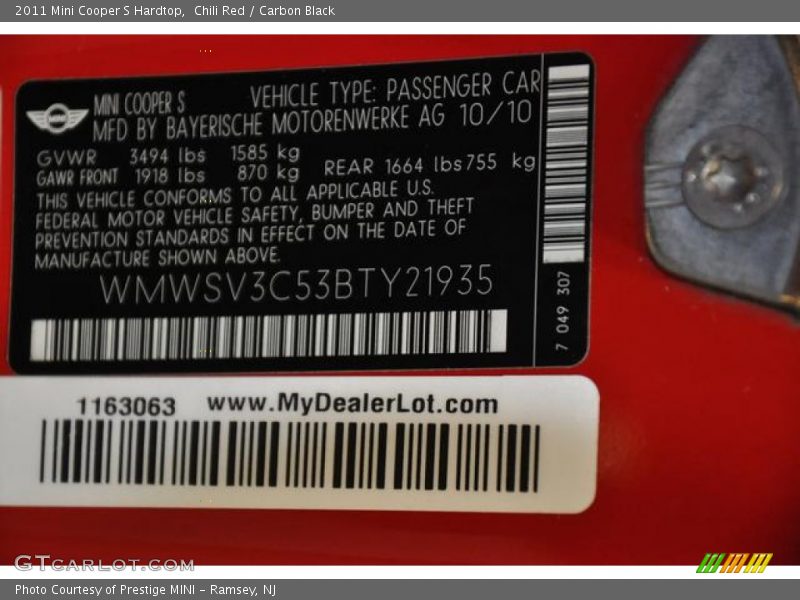 2011 Mini Cooper S Hardtop, Chili Red / Carbon Black
MINI
MINI COOPER S VEHICLE TYPE: PASSENGER CAR
MFD BY BAYERISCHE MOTORENWERKE AG 10/10
GVWR 3494 lbs 1585 kg
GAWR FRONT 1918 lbs 870 kg REAR 1664 lbs 755 kg
THIS VEHICLE CONFORMS TO ALL APPLICABLE U.S.
FEDERAL MOTOR VEHICLE SAFETY, BUMPER AND THEFT
PREVENTION STANDARDS IN EFFECT ON THE DATE OF
MANUFACTURE SHOWN ABOVE.
WMWSV3C53BTY21935
7 049 307
1163063 www.MyDealerLot.com
GTcarlot.com
Photo Courtesy of Prestige MINI - Ramsey, NJ